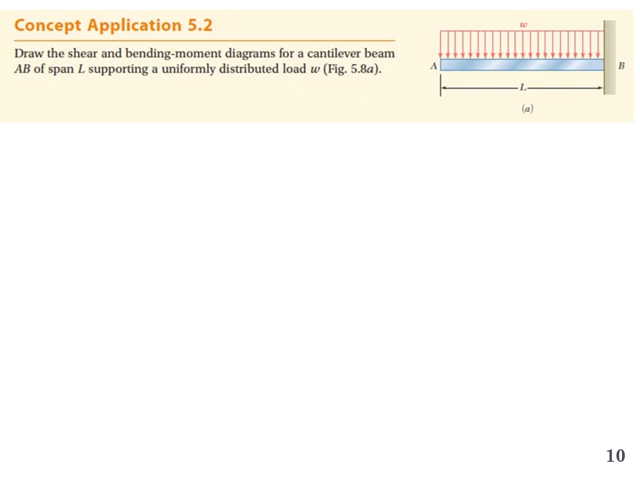 Concept Application 5.2
Draw the shear and bending-moment diagrams for a cantilever beam
AB of span L supporting a uniformly distributed load w (Fig. 5.8a).
w
A
B
L
(a)
10